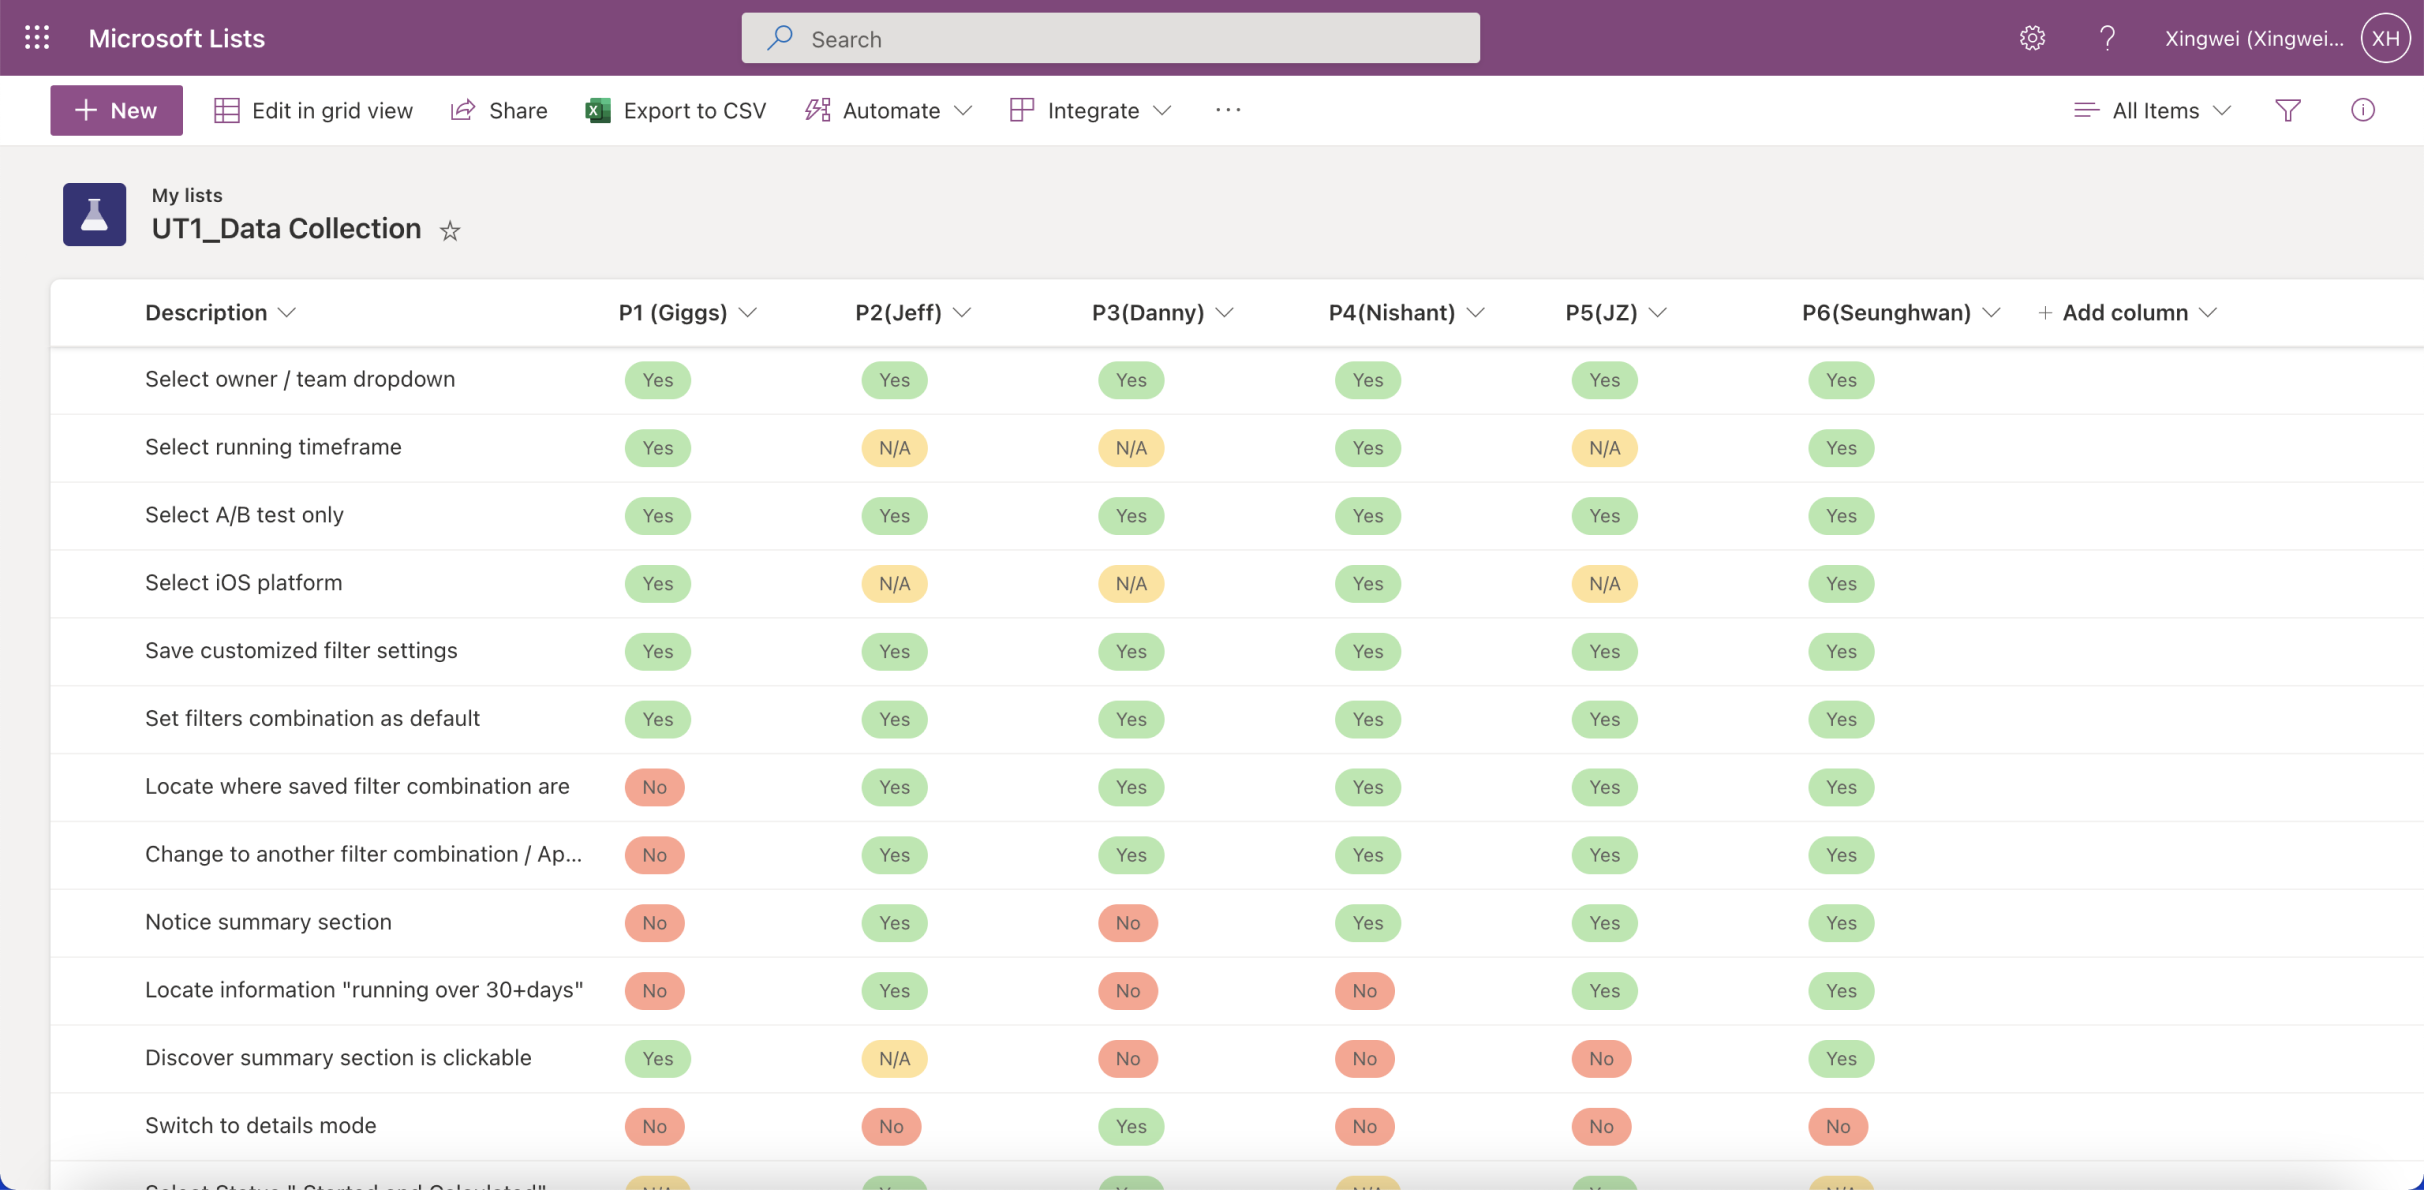 Microsoft Lists
Search
Xingwei (Xingwei... XH
New Edit in grid view Share Export to CSV Automate Integrate ... All Items
My lists
UT1_Data Collection
Description P1 (Giggs) P2(Jeff) P3(Danny) P4(Nishant) P5(JZ) P6(Seunghwan) + Add column
Select owner / team dropdown Yes Yes Yes Yes Yes Yes
Select running timeframe Yes N/A N/A Yes N/A Yes
Select A/B test only Yes Yes Yes Yes Yes Yes
Select iOS platform Yes N/A N/A Yes N/A Yes
Save customized filter settings Yes Yes Yes Yes Yes Yes
Set filters combination as default Yes Yes Yes Yes Yes Yes
Locate where saved filter combination are No Yes Yes Yes Yes Yes
Change to another filter combination / Ap... No Yes Yes Yes Yes Yes
Notice summary section No Yes No Yes Yes Yes
Locate information "running over 30+days" No Yes No No Yes Yes
Discover summary section is clickable Yes N/A No No No Yes
Switch to details mode No No Yes No No No